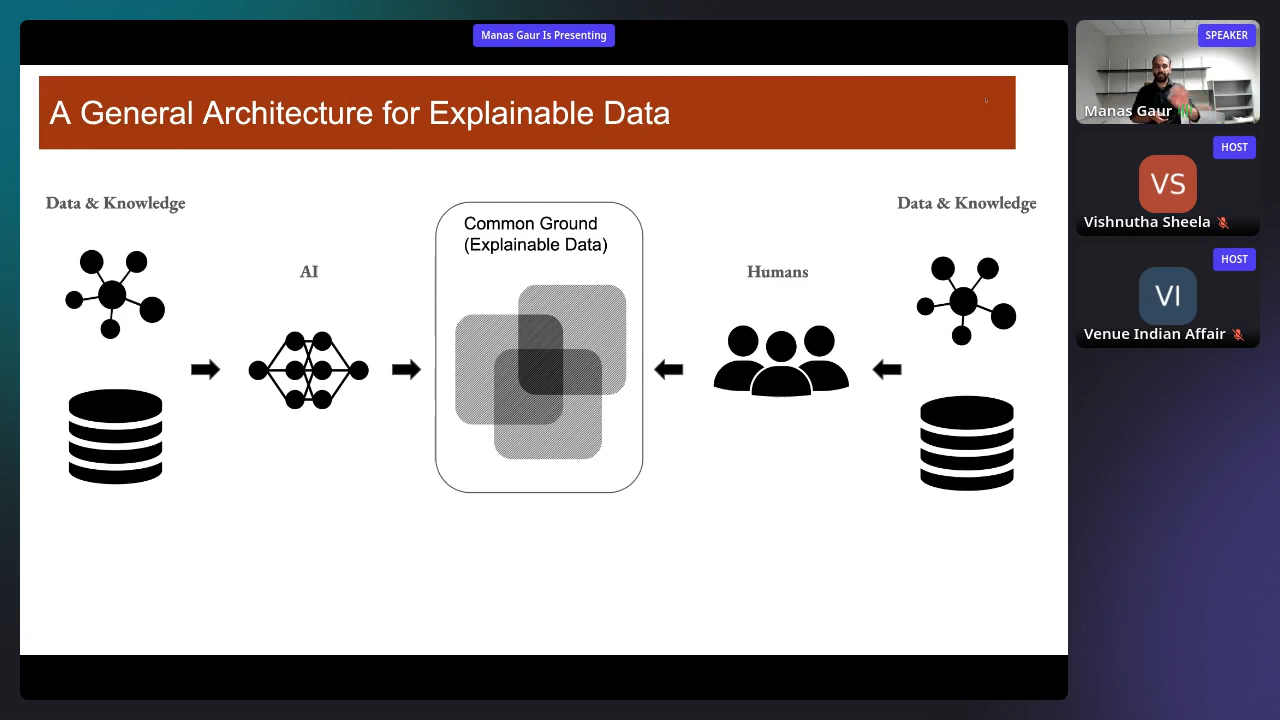 Manas Gaur Is Presenting
A General Architecture for Explainable Data
Data & Knowledge
AI
Common Ground
(Explainable Data)
Humans
Data & Knowledge
SPEAKER
Manas Gaur
HOST
VS
Vishnutha Sheela
HOST
VI
Venue Indian Affair